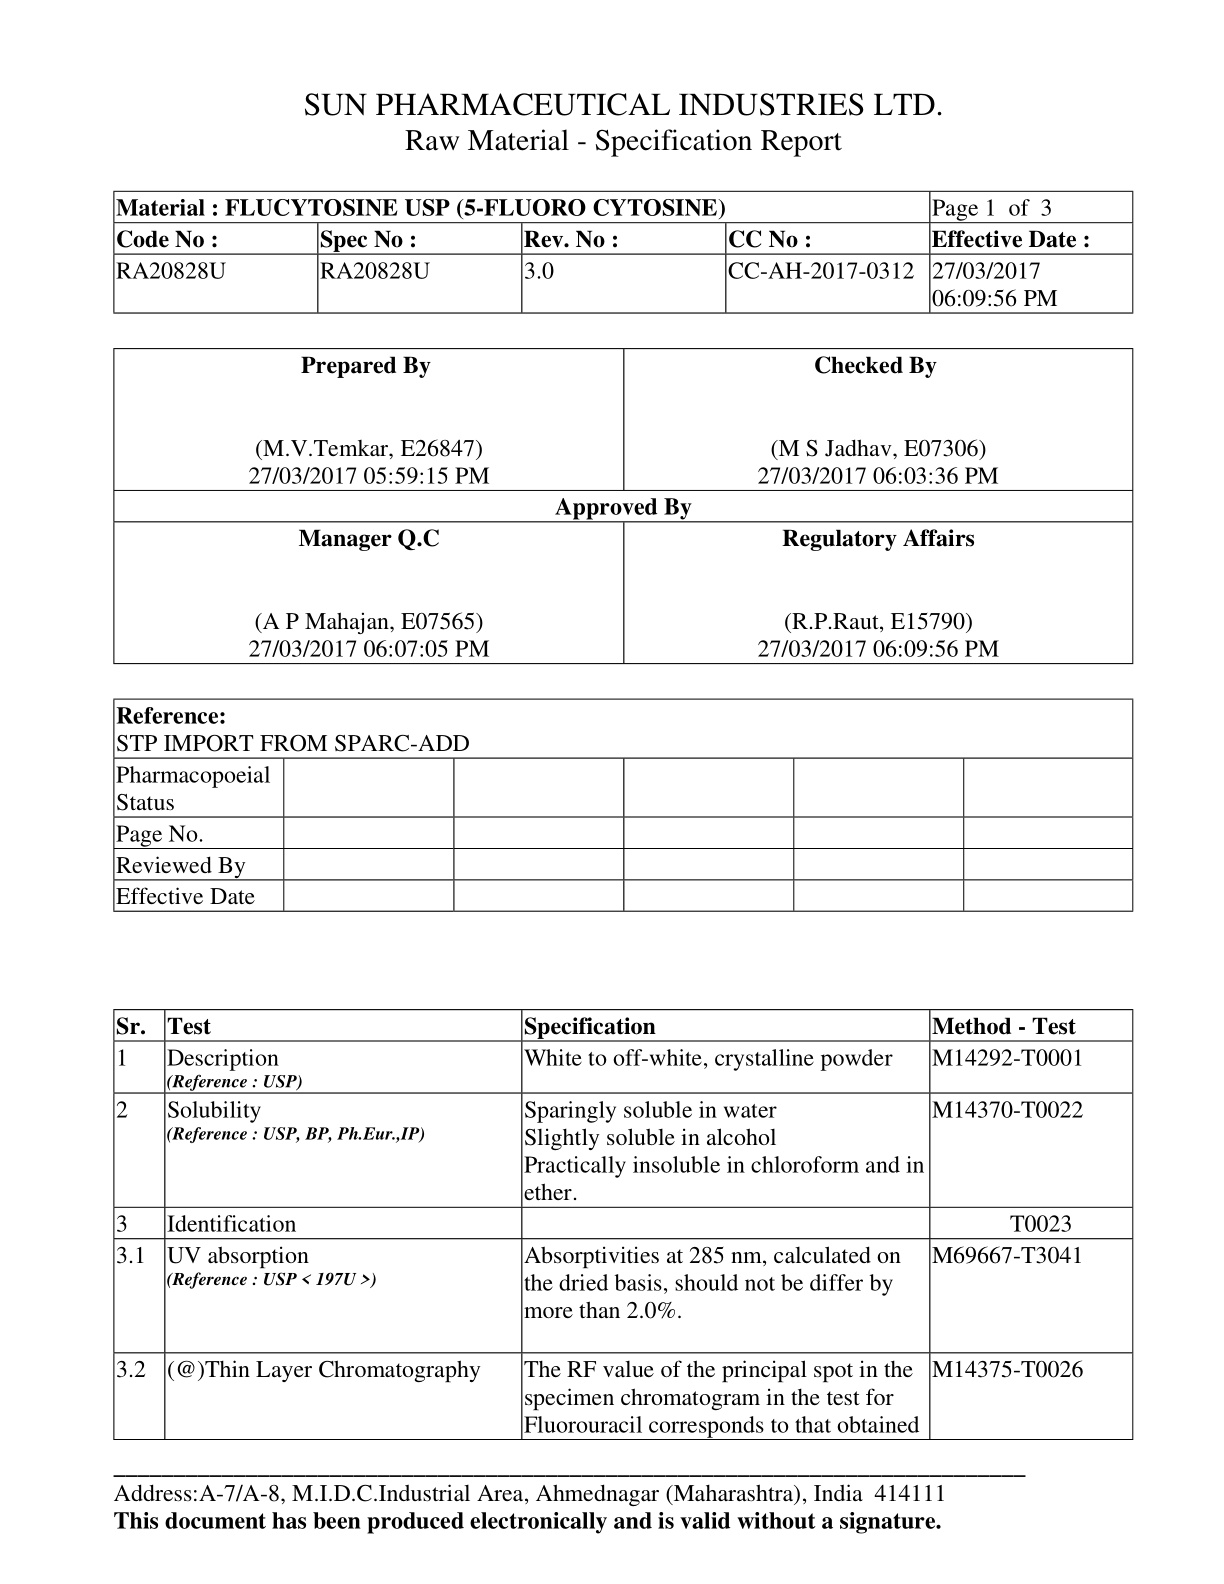 SUN PHARMACEUTICAL INDUSTRIES LTD.
Raw Material - Specification Report
Material : FLUCYTOSINE USP (5-FLUORO CYTOSINE) Page 1 of 3
Code No : Spec No : Rev. No : CC No : Effective Date :
RA20828U RA20828U 3.0 CC-AH-2017-0312 27/03/2017
06:09:56 PM
Prepared By Checked By
(M.V.Temkar, E26847) (M S Jadhav, E07306)
27/03/2017 05:59:15 PM 27/03/2017 06:03:36 PM
Approved By
Manager Q.C Regulatory Affairs
(A P Mahajan, E07565) (R.P.Raut, E15790)
27/03/2017 06:07:05 PM 27/03/2017 06:09:56 PM
Reference:
STP IMPORT FROM SPARC-ADD
Pharmacopoeial
Status
Page No.
Reviewed By
Effective Date
Sr. Test Specification Method - Test
1 Description White to off-white, crystalline powder M14292-T0001
(Reference : USP)
2 Solubility Sparingly soluble in water M14370-T0022
(Reference : USP, BP, Ph.Eur.,IP) Slightly soluble in alcohol
Practically insoluble in chloroform and in
ether.
3 Identification T0023
3.1 UV absorption Absorptivities at 285 nm, calculated on M69667-T3041
(Reference : USP < 197U >) the dried basis, should not be differ by
more than 2.0%.
3.2 (@)Thin Layer Chromatography The RF value of the principal spot in the M14375-T0026
specimen chromatogram in the test for
Fluorouracil corresponds to that obtained
Address:A-7/A-8, M.I.D.C.Industrial Area, Ahmednagar (Maharashtra), India 414111
This document has been produced electronically and is valid without a signature.